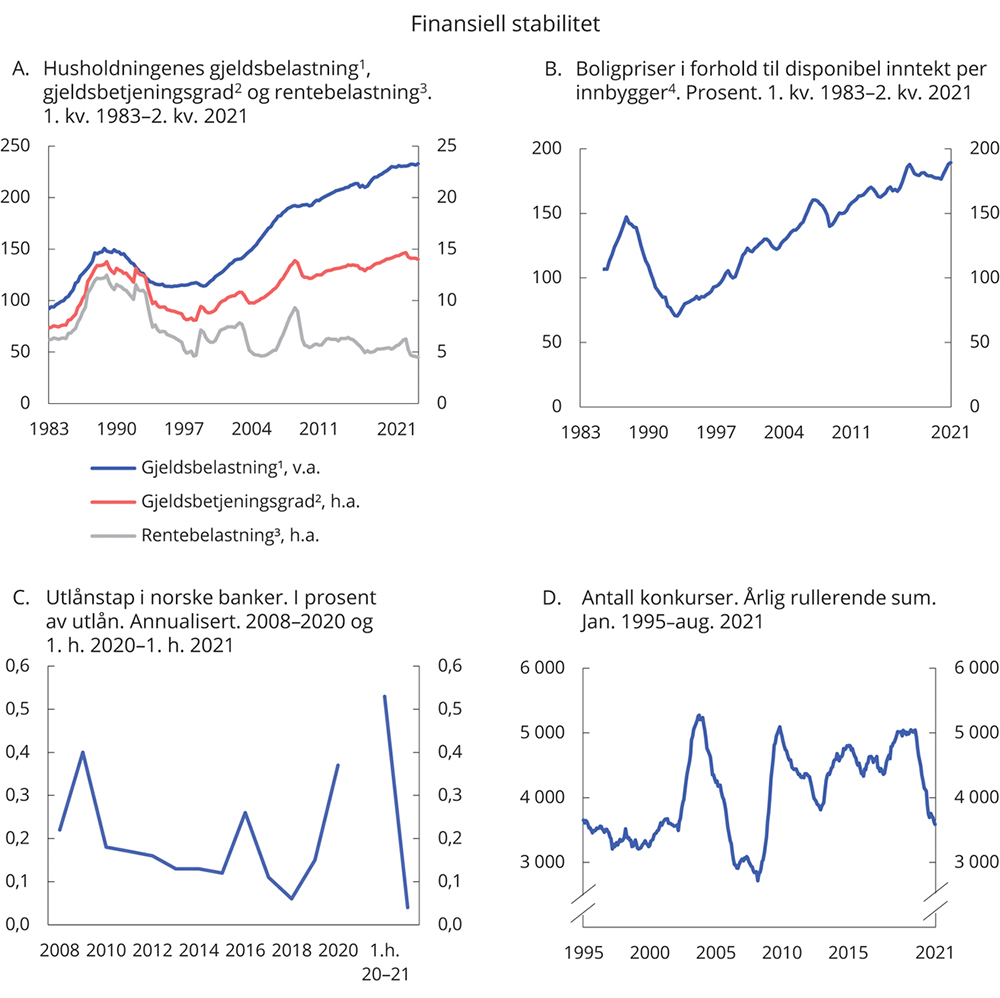 Finansiell stabilitet
A. Husholdningenes gjeldsbelastning¹,
gjeldsbetjeningsgrad² og rentebelastning³.
1. kv. 1983–2. kv. 2021
250 25
200 20
150 15
100 10
50 5
0 0
1983 1990 1997 2004 2011 2021
Gjeldsbelastning¹, v.a.
Gjeldsbetjeningsgrad², h.a.
Rentebelastning³, h.a.
B. Boligpriser i forhold til disponibel inntekt per
innbygger⁴. Prosent. 1. kv. 1983–2. kv. 2021
200 200
150 150
100 100
50 50
0 0
1983 1990 1997 2004 2011 2021
C. Utlånstap i norske banker. I prosent
av utlån. Annualisert. 2008–2020 og
1. h. 2020–1. h. 2021
0,6 0,6
0,5 0,5
0,4 0,4
0,3 0,3
0,2 0,2
0,1 0,1
0,0 0,0
2008 2010 2012 2014 2016 2018 2020 1.h.
20–21
D. Antall konkurser. Årlig rullerende sum.
Jan. 1995–aug. 2021
6 000 6 000
5 000 5 000
4 000 4 000
3 000 3 000
1995 2000 2005 2010 2015 2021